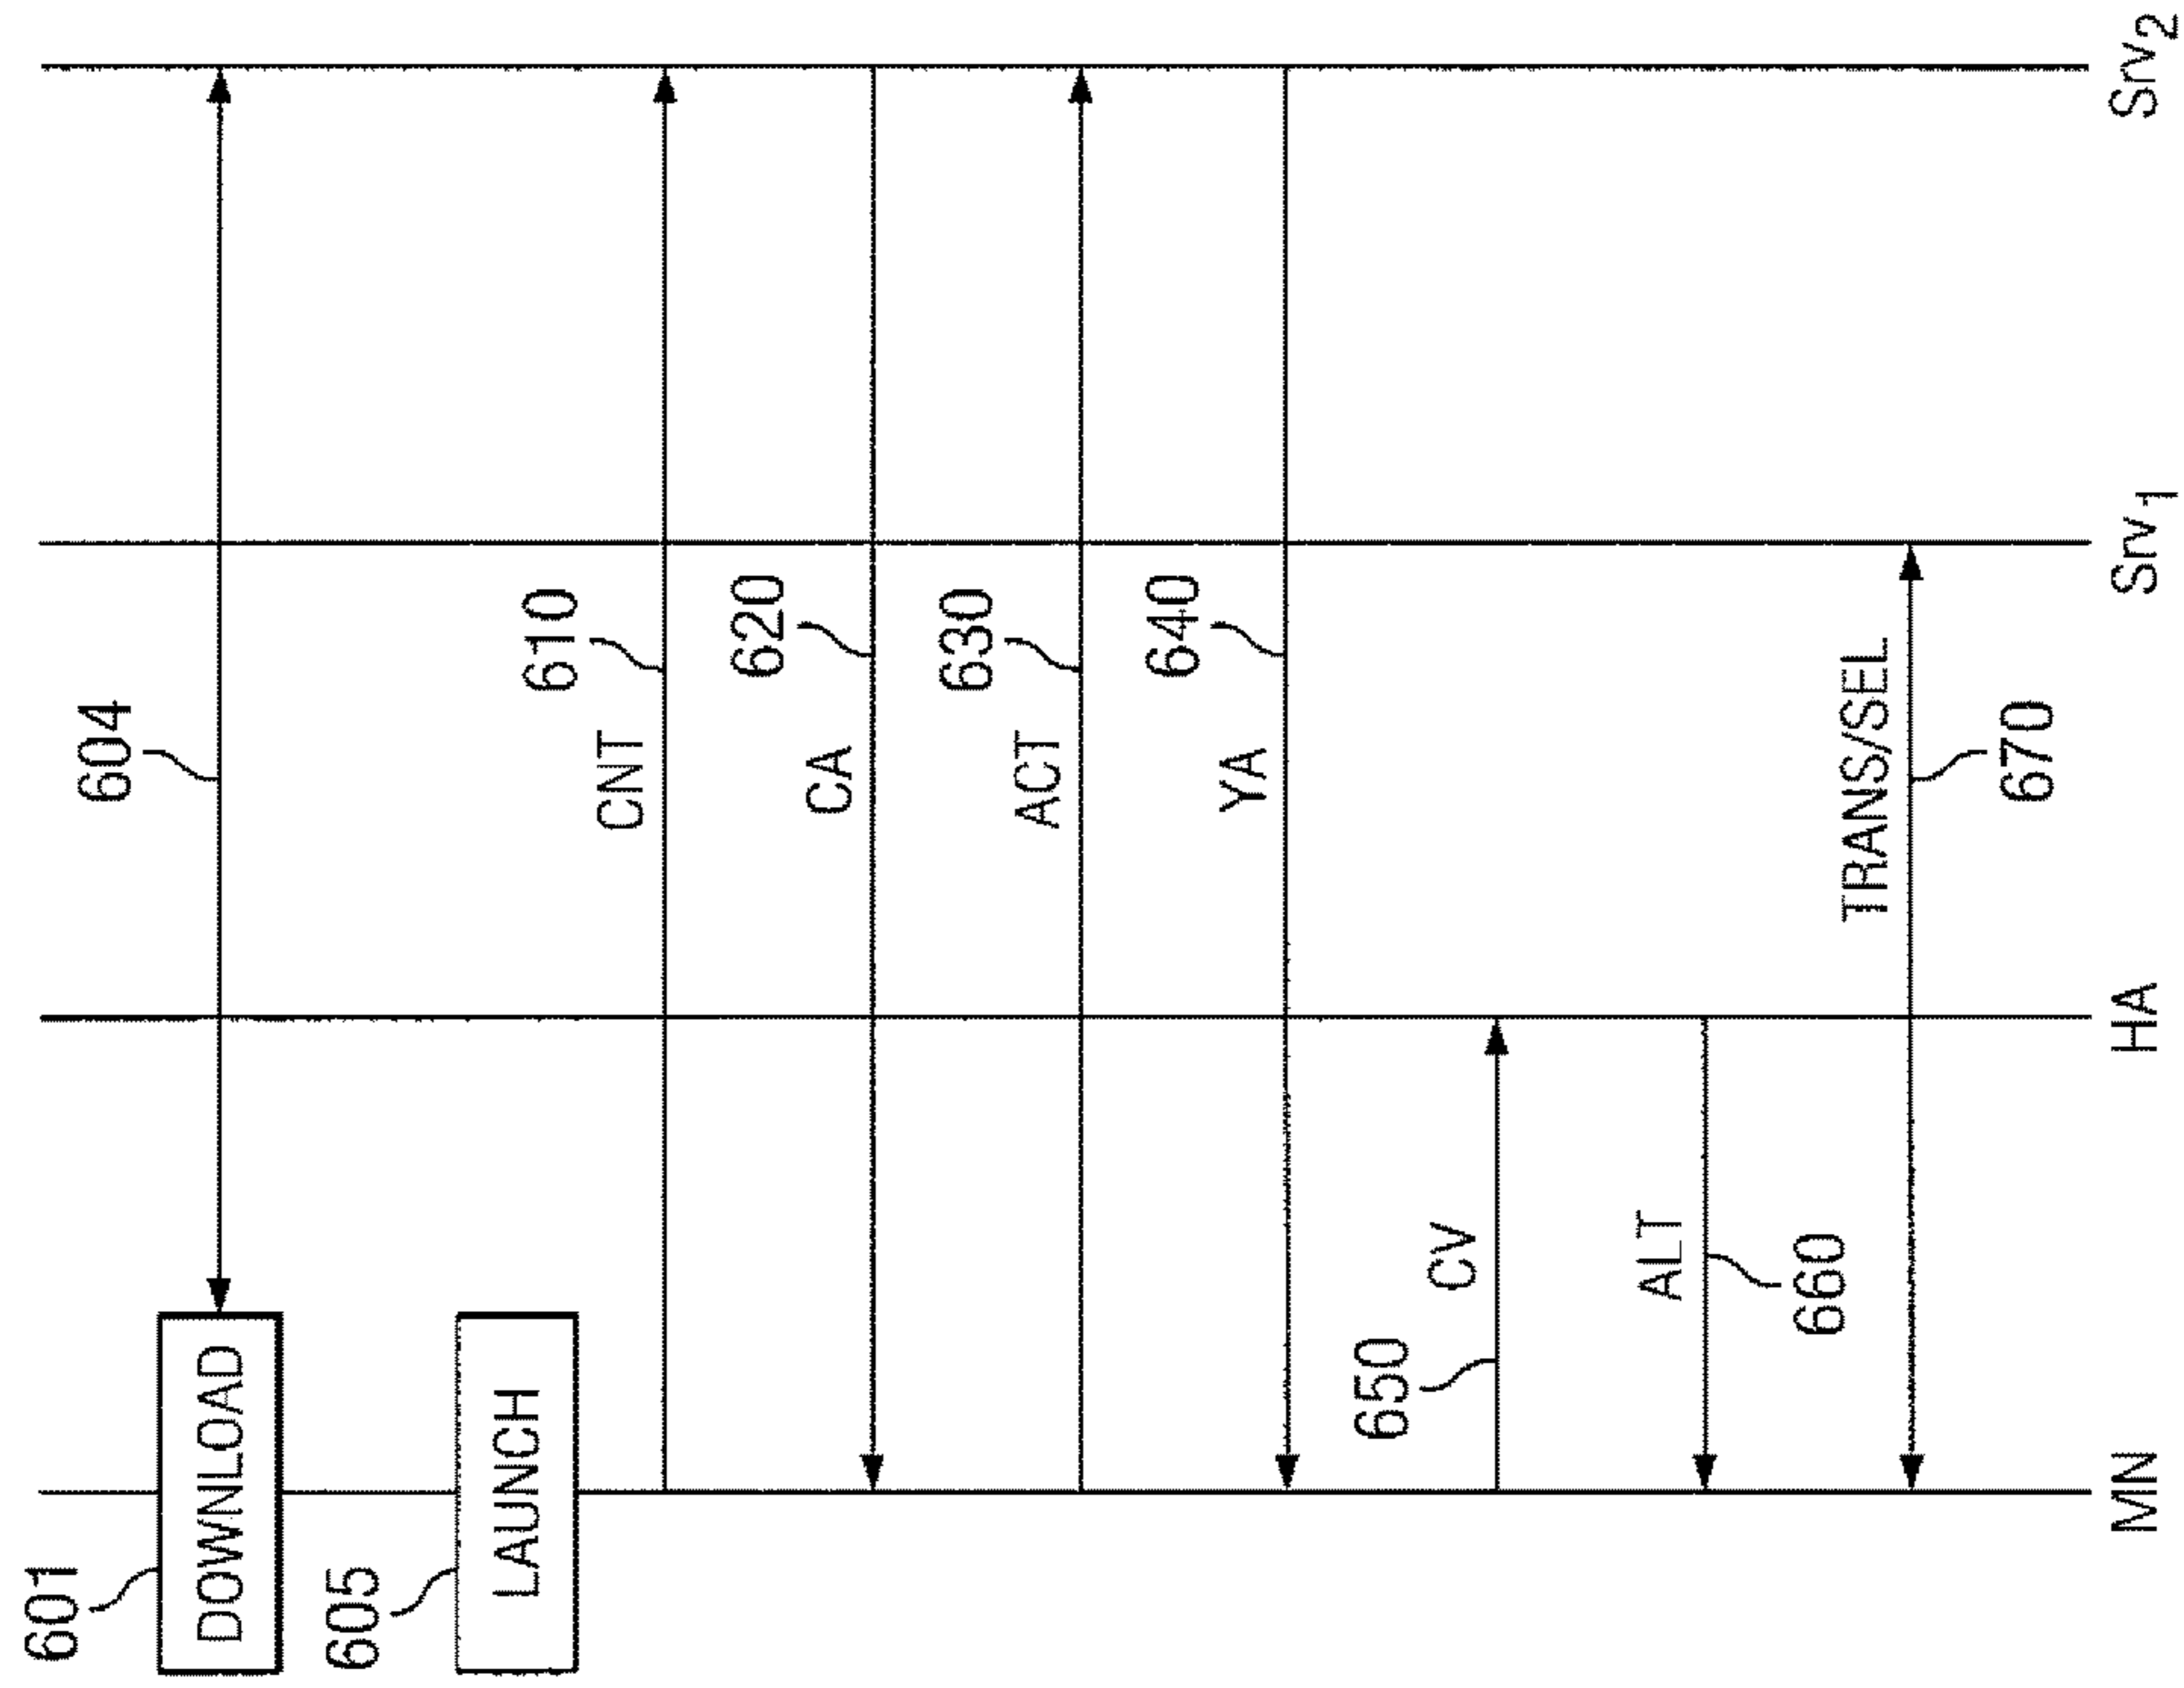 601
604
DOWNLOAD
605
LAUNCH
610
CNT
620
CA
630
ACT
640
YA
650
CV
ALT
660
TRANS/SEL
670
MN HA Srv1 Srv2